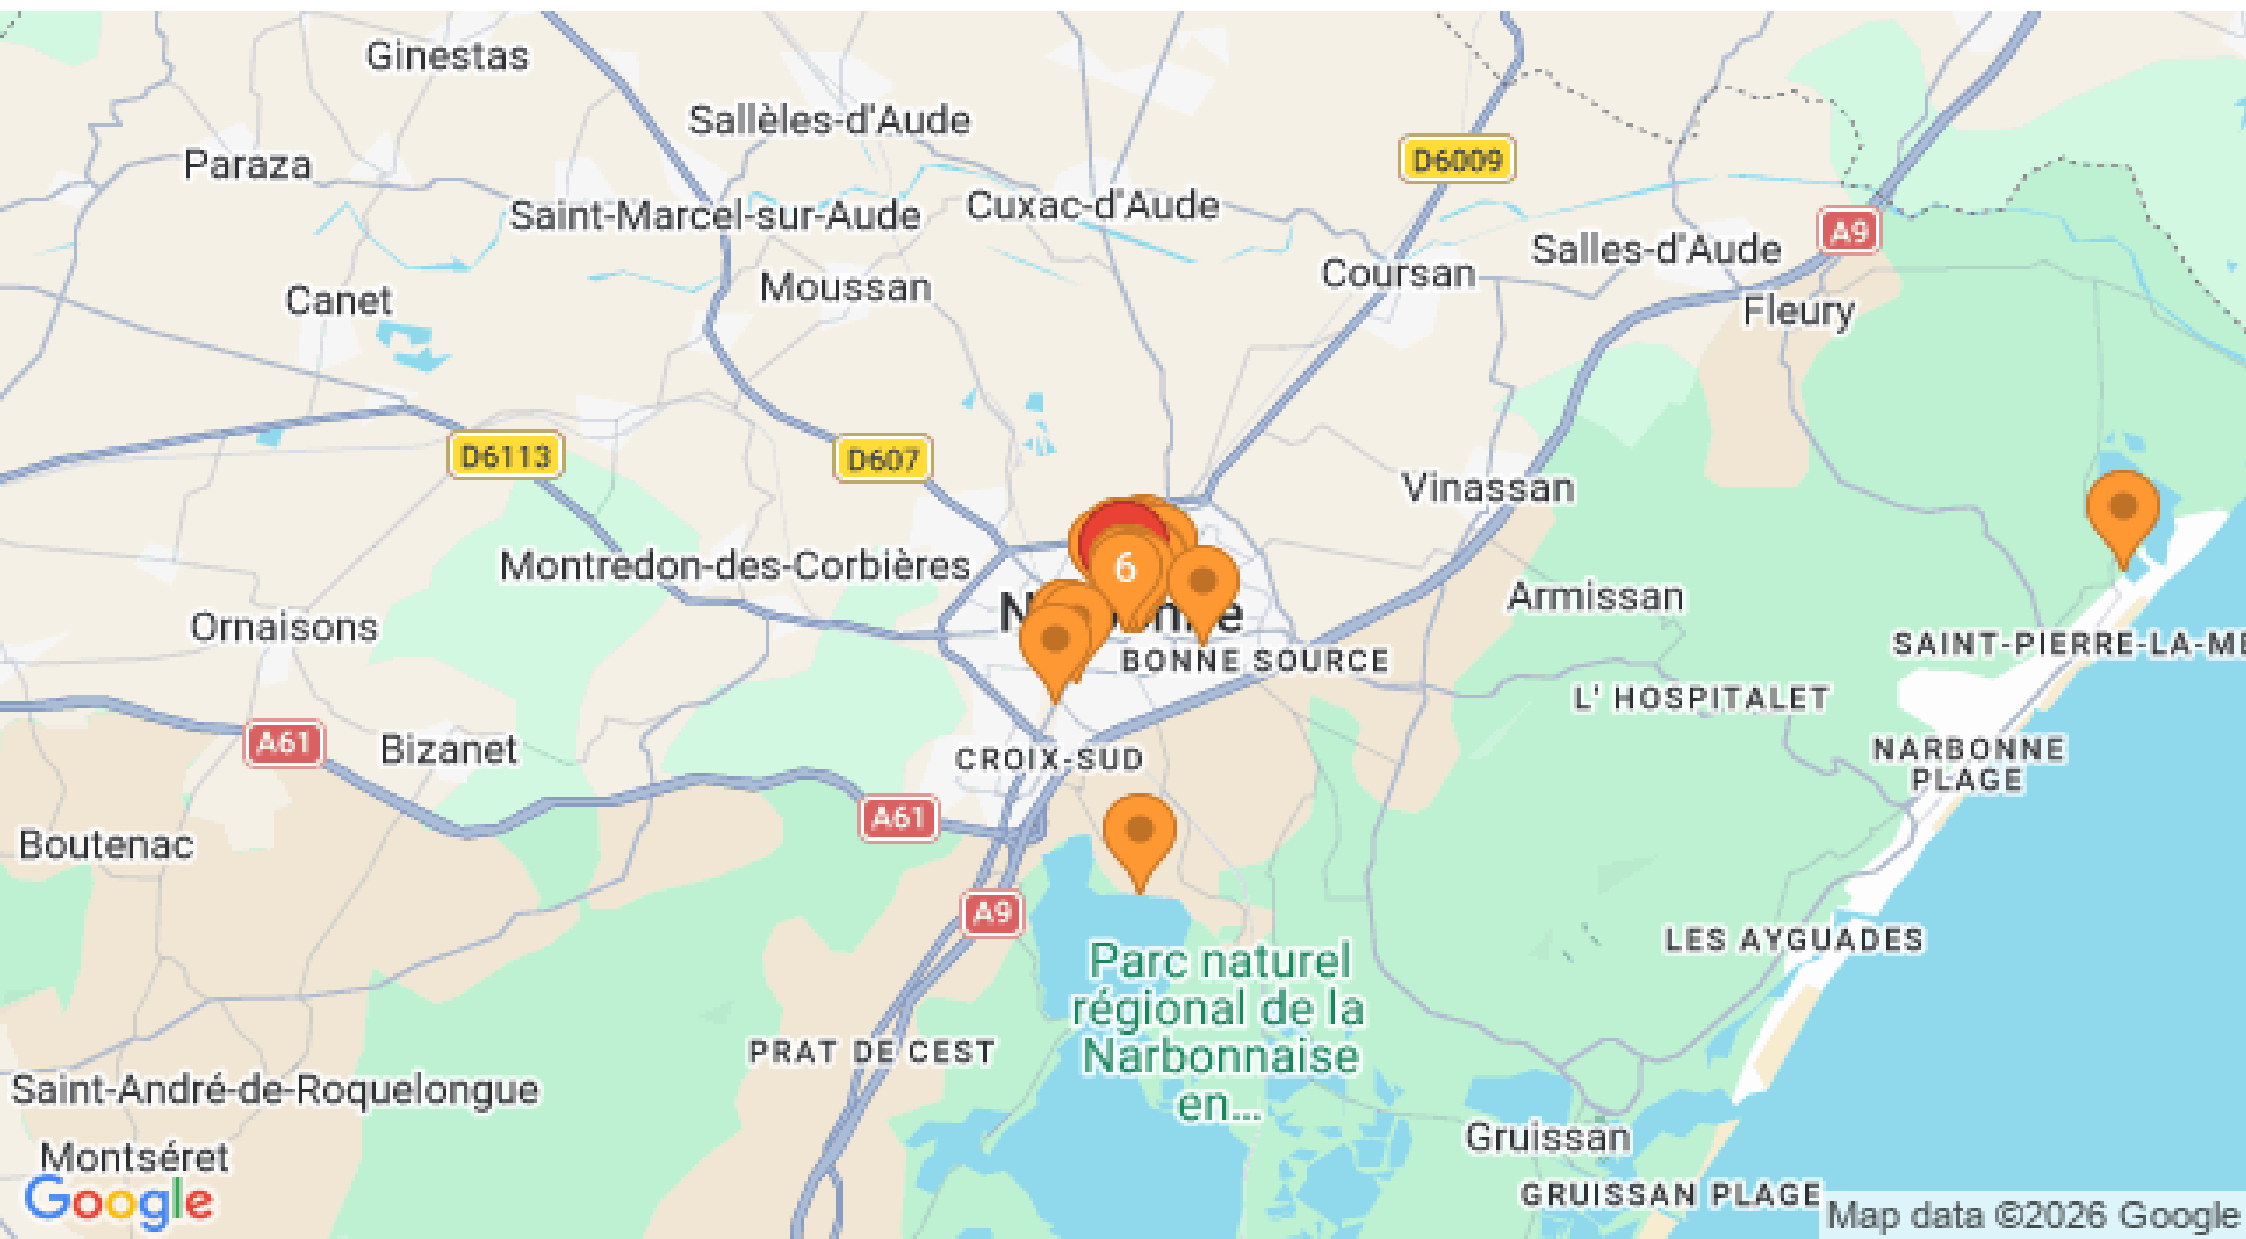 Ginestas
Sallèles-d'Aude
D6009
Paraza
Saint-Marcel-sur-Aude
Cuxac-d'Aude
A9
Salles-d'Aude
Coursan
Moussan
Canet
Fleury
D6113
D607
Vinassan
Montredon-des-Corbières
6
Armissan
Ornaisons
SAINT-PIERRE-LA-ME
BONNE SOURCE
L' HOSPITALET
A61
Bizanet
CROIX-SUD
NARBONNE
PLAGE
A61
Boutenac
A9
LES AYGUADES
Parc naturel
régional de la
Narbonnaise
en...
PRAT DE CEST
Saint-André-de-Roquelongue
Gruissan
Montséret
GRUISSAN PLAGE
Google
Map data ©2026 Google